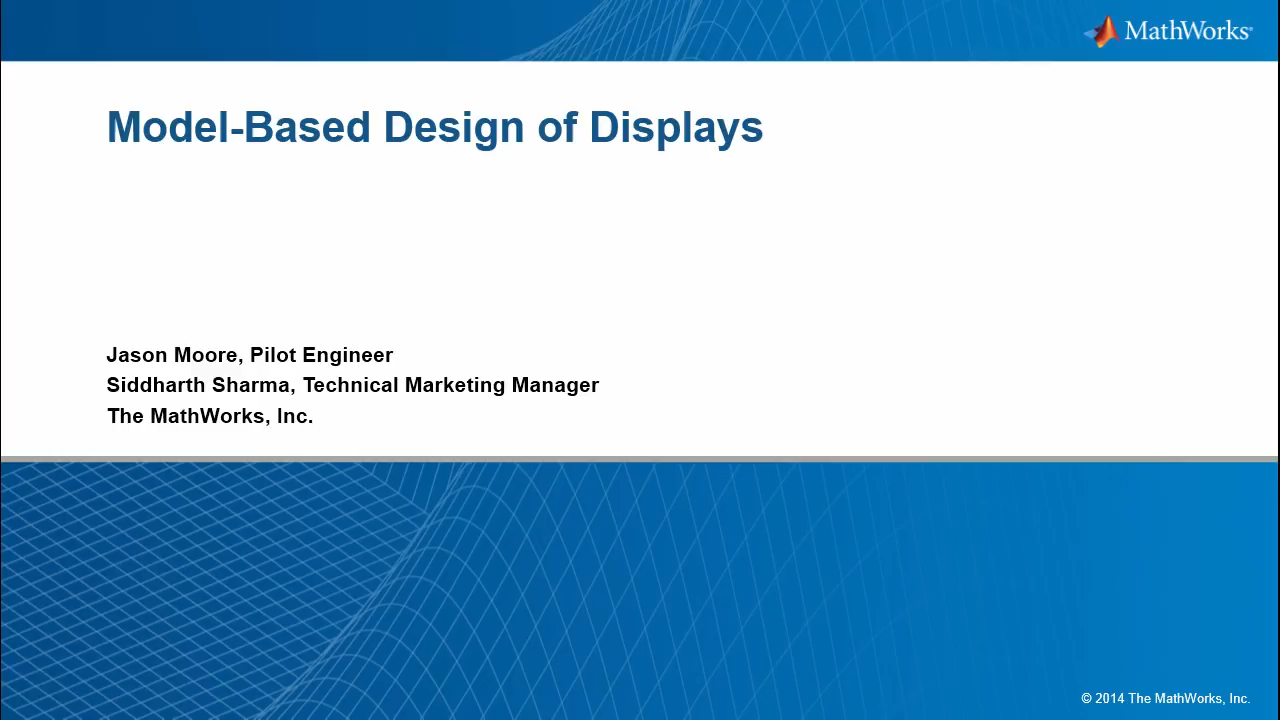 MathWorks®
Model-Based Design of Displays
Jason Moore, Pilot Engineer
Siddharth Sharma, Technical Marketing Manager
The MathWorks, Inc.
© 2014 The MathWorks, Inc.